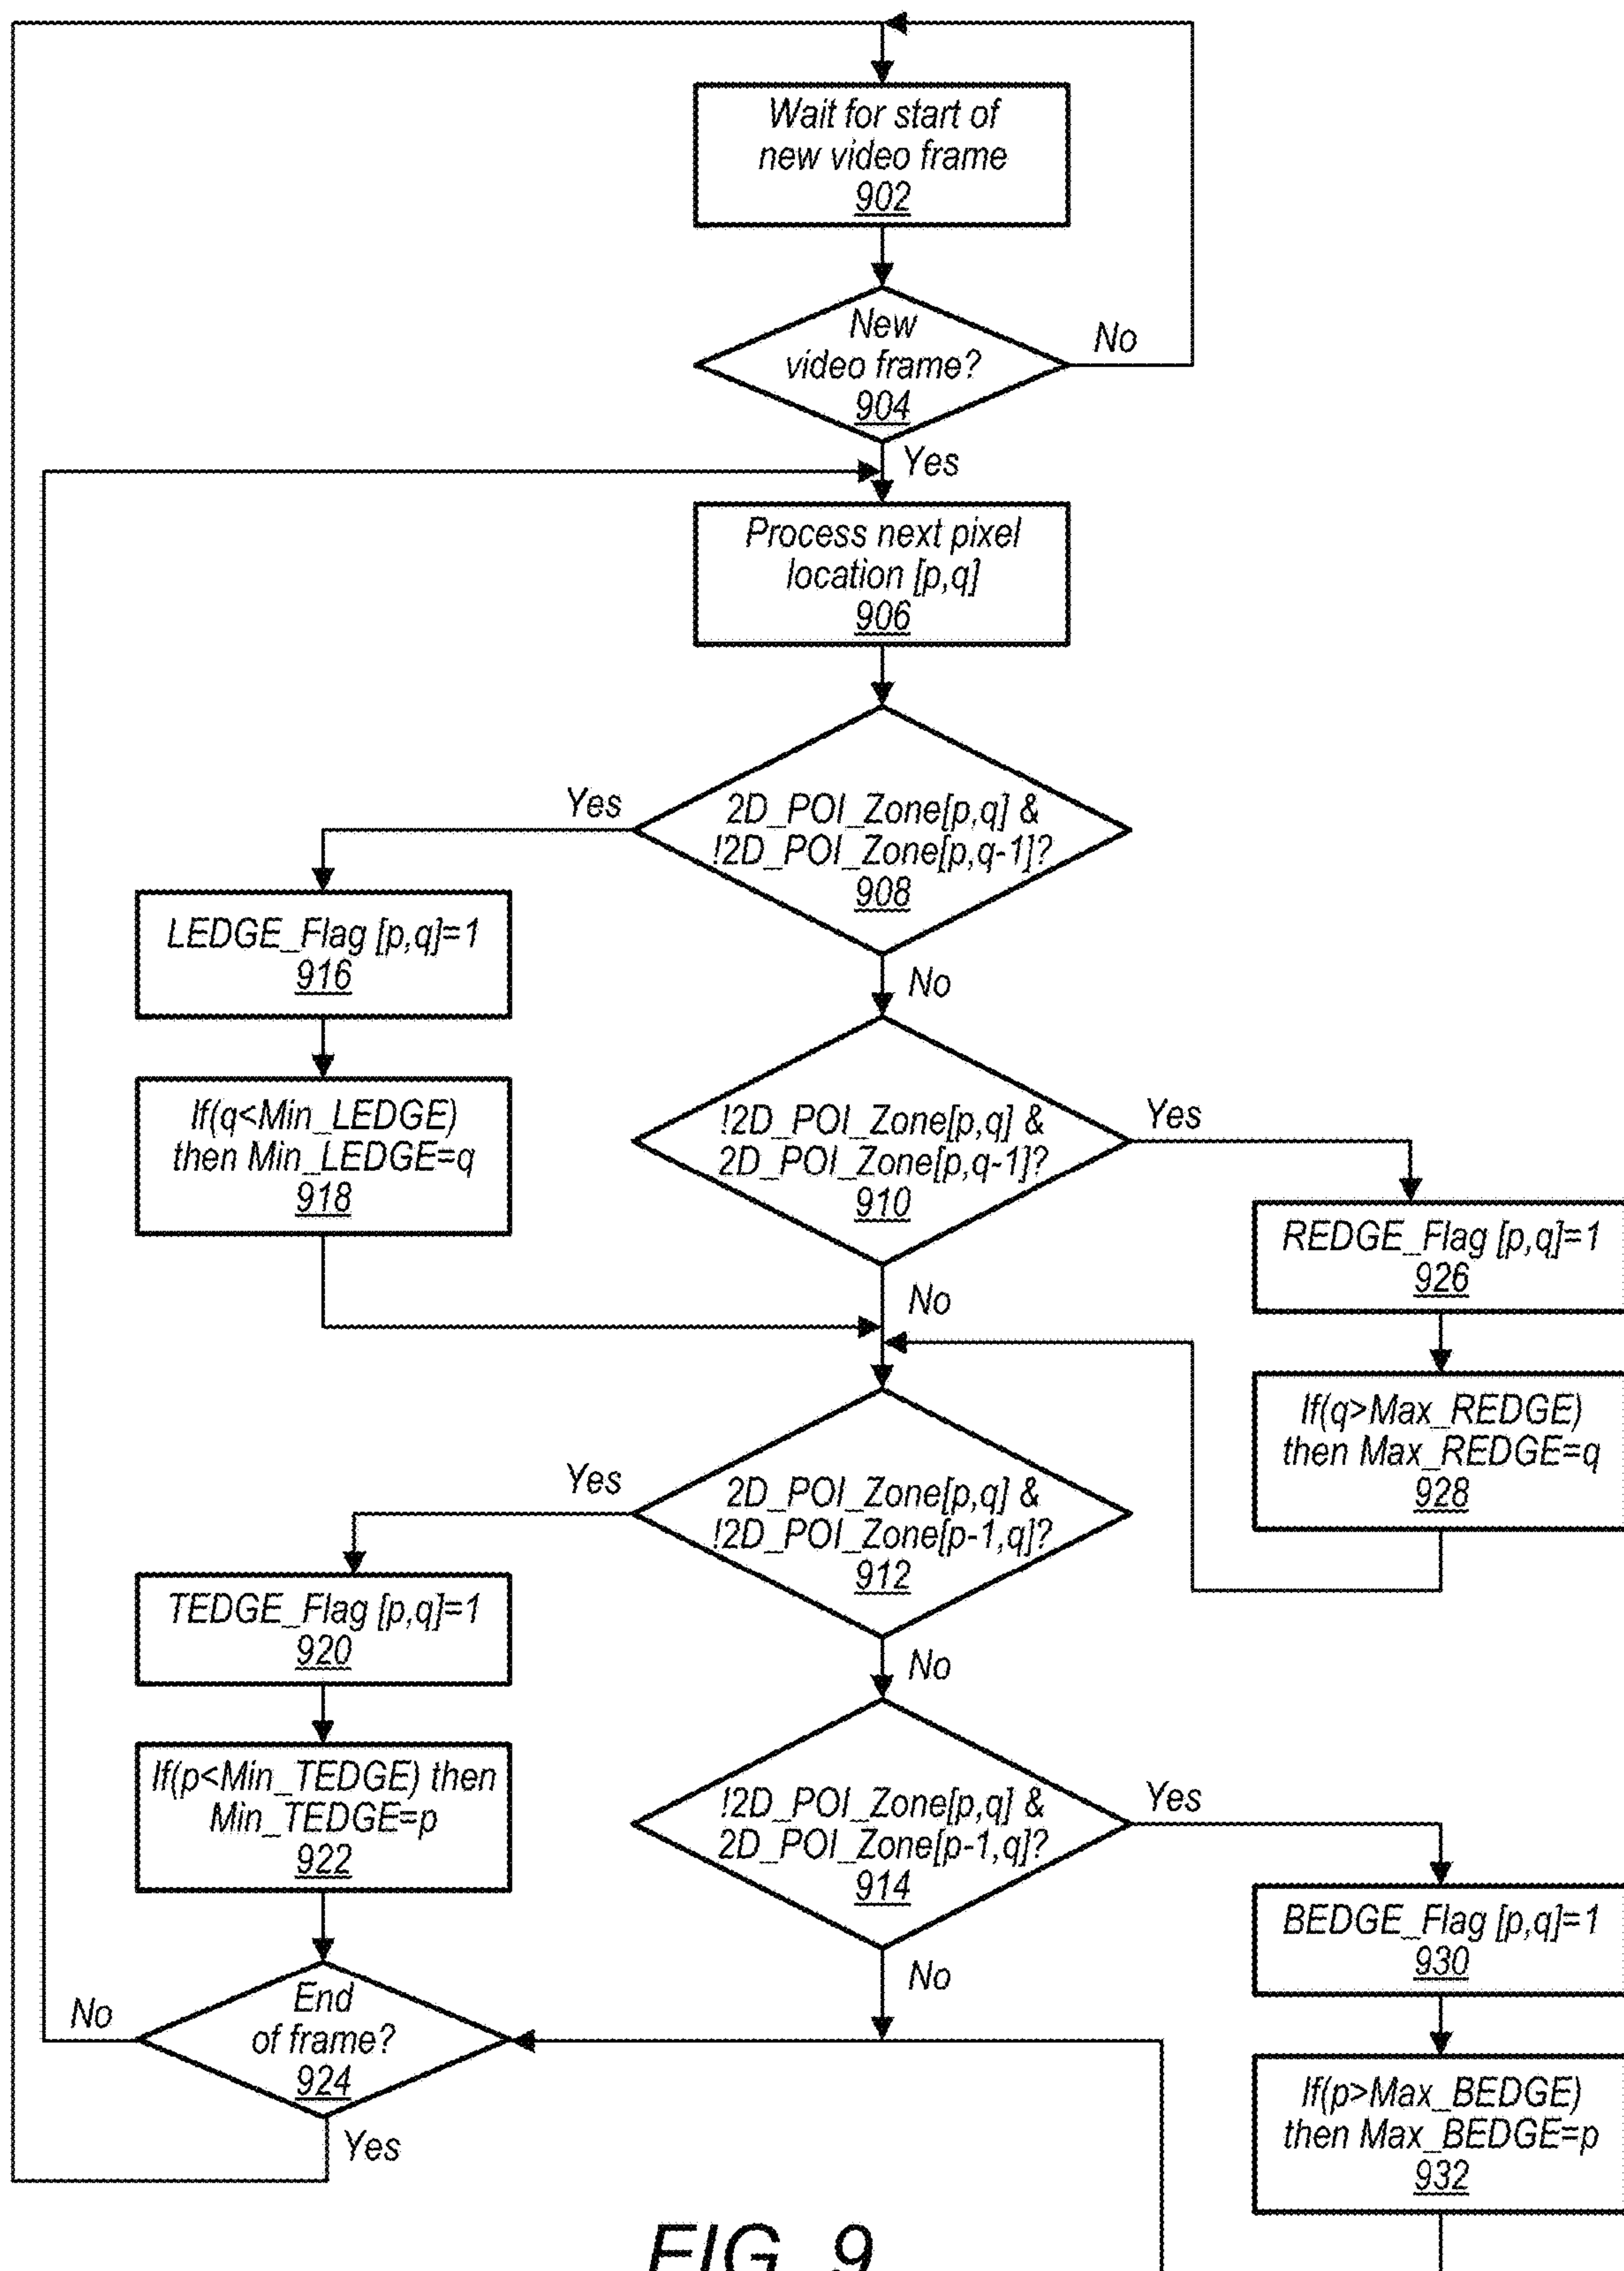 Wait for start of
new video frame
902
New
video frame?
904
No
Yes
Process next pixel
location [p,q]
906
Yes
2D_POI_Zone[p,q] &
!2D_POI_Zone[p,q-1]?
908
LEDGE_Flag [p,q]=1
916
No
If(q<Min_LEDGE)
then Min_LEDGE=q
918
!2D_POI_Zone[p,q] &
2D_POI_Zone[p,q-1]?
910
Yes
REDGE_Flag [p,q]=1
926
No
If(q>Max_REDGE)
then Max_REDGE=q
928
Yes
2D_POI_Zone[p,q] &
!2D_POI_Zone[p-1,q]?
912
TEDGE_Flag [p,q]=1
920
No
If(p<Min_TEDGE) then
Min_TEDGE=p
922
!2D_POI_Zone[p,q] &
2D_POI_Zone[p-1,q]?
914
Yes
BEDGE_Flag [p,q]=1
930
No
End
of frame?
924
No
Yes
If(p>Max_BEDGE)
then Max_BEDGE=p
932
FIG. 9